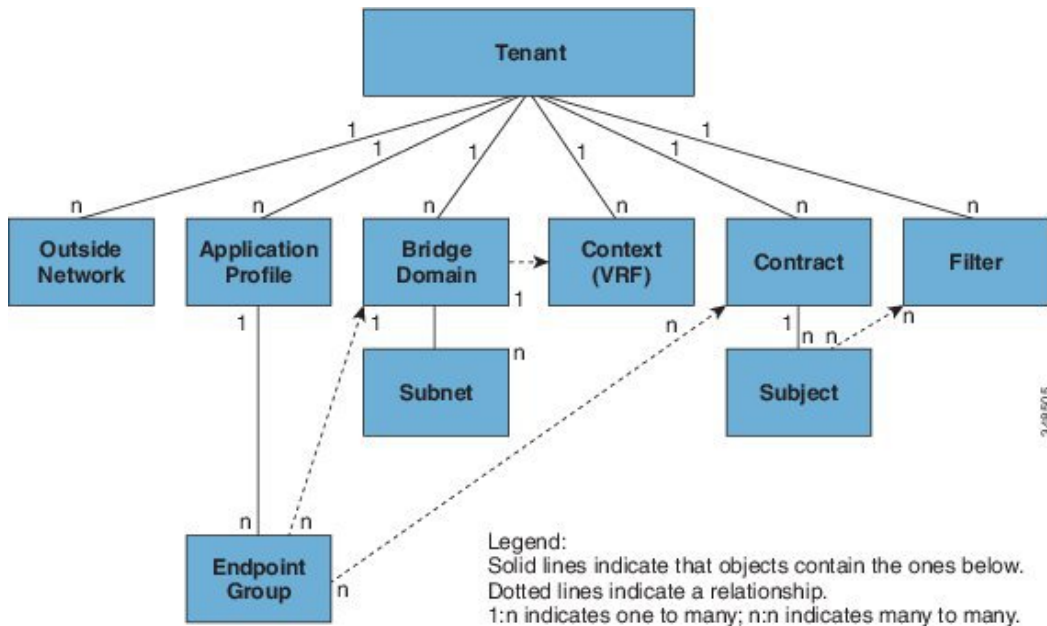 Tenant
1
1
1
1
1
1
n
n
n
n
n
n
Outside
Network
Application
Profile
Bridge
Domain
Context
(VRF)
Contract
Filter
1
1
1
n
1
n
n
n
n
Subnet
Subject
348505
n
n
Endpoint
Group
n
Legend:
Solid lines indicate that objects contain the ones below.
Dotted lines indicate a relationship.
1:n indicates one to many; n:n indicates many to many.